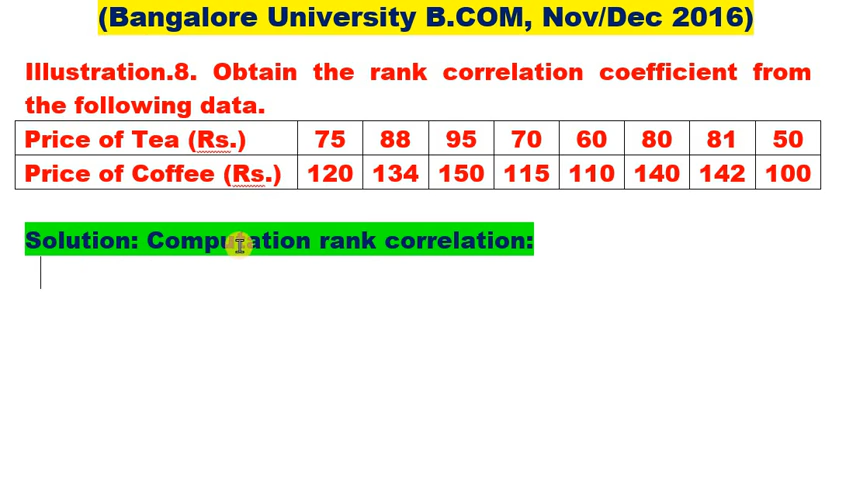 (Bangalore University B.COM, Nov/Dec 2016)
Illustration.8. Obtain the rank correlation coefficient from
the following data.
Price of Tea (Rs.) 75 88 95 70 60 80 81 50
Price of Coffee (Rs.) 120 134 150 115 110 140 142 100
Solution: Computation rank correlation: